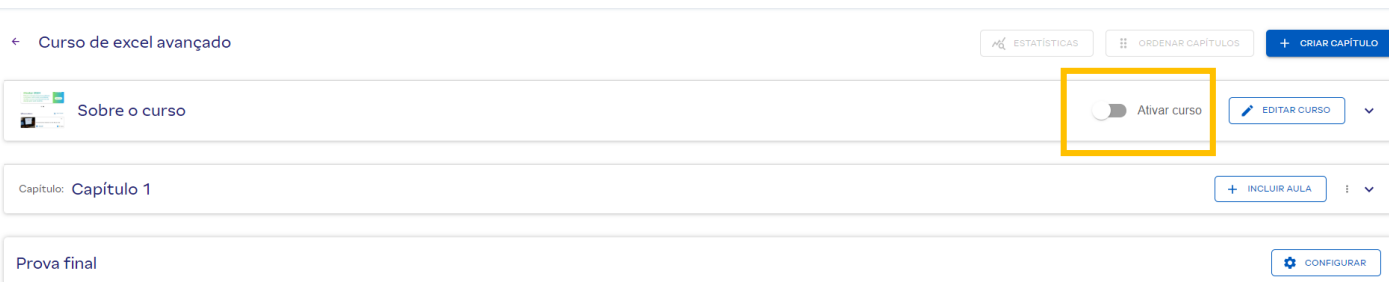 Curso de excel avançado
ESTATÍSTICAS
ORDENAR CAPÍTULOS
CRIAR CAPÍTULO
Sobre o curso
Ativar curso
EDITAR CURSO
Capítulo: Capítulo 1
INCLUIR AULA
Prova final
CONFIGURAR